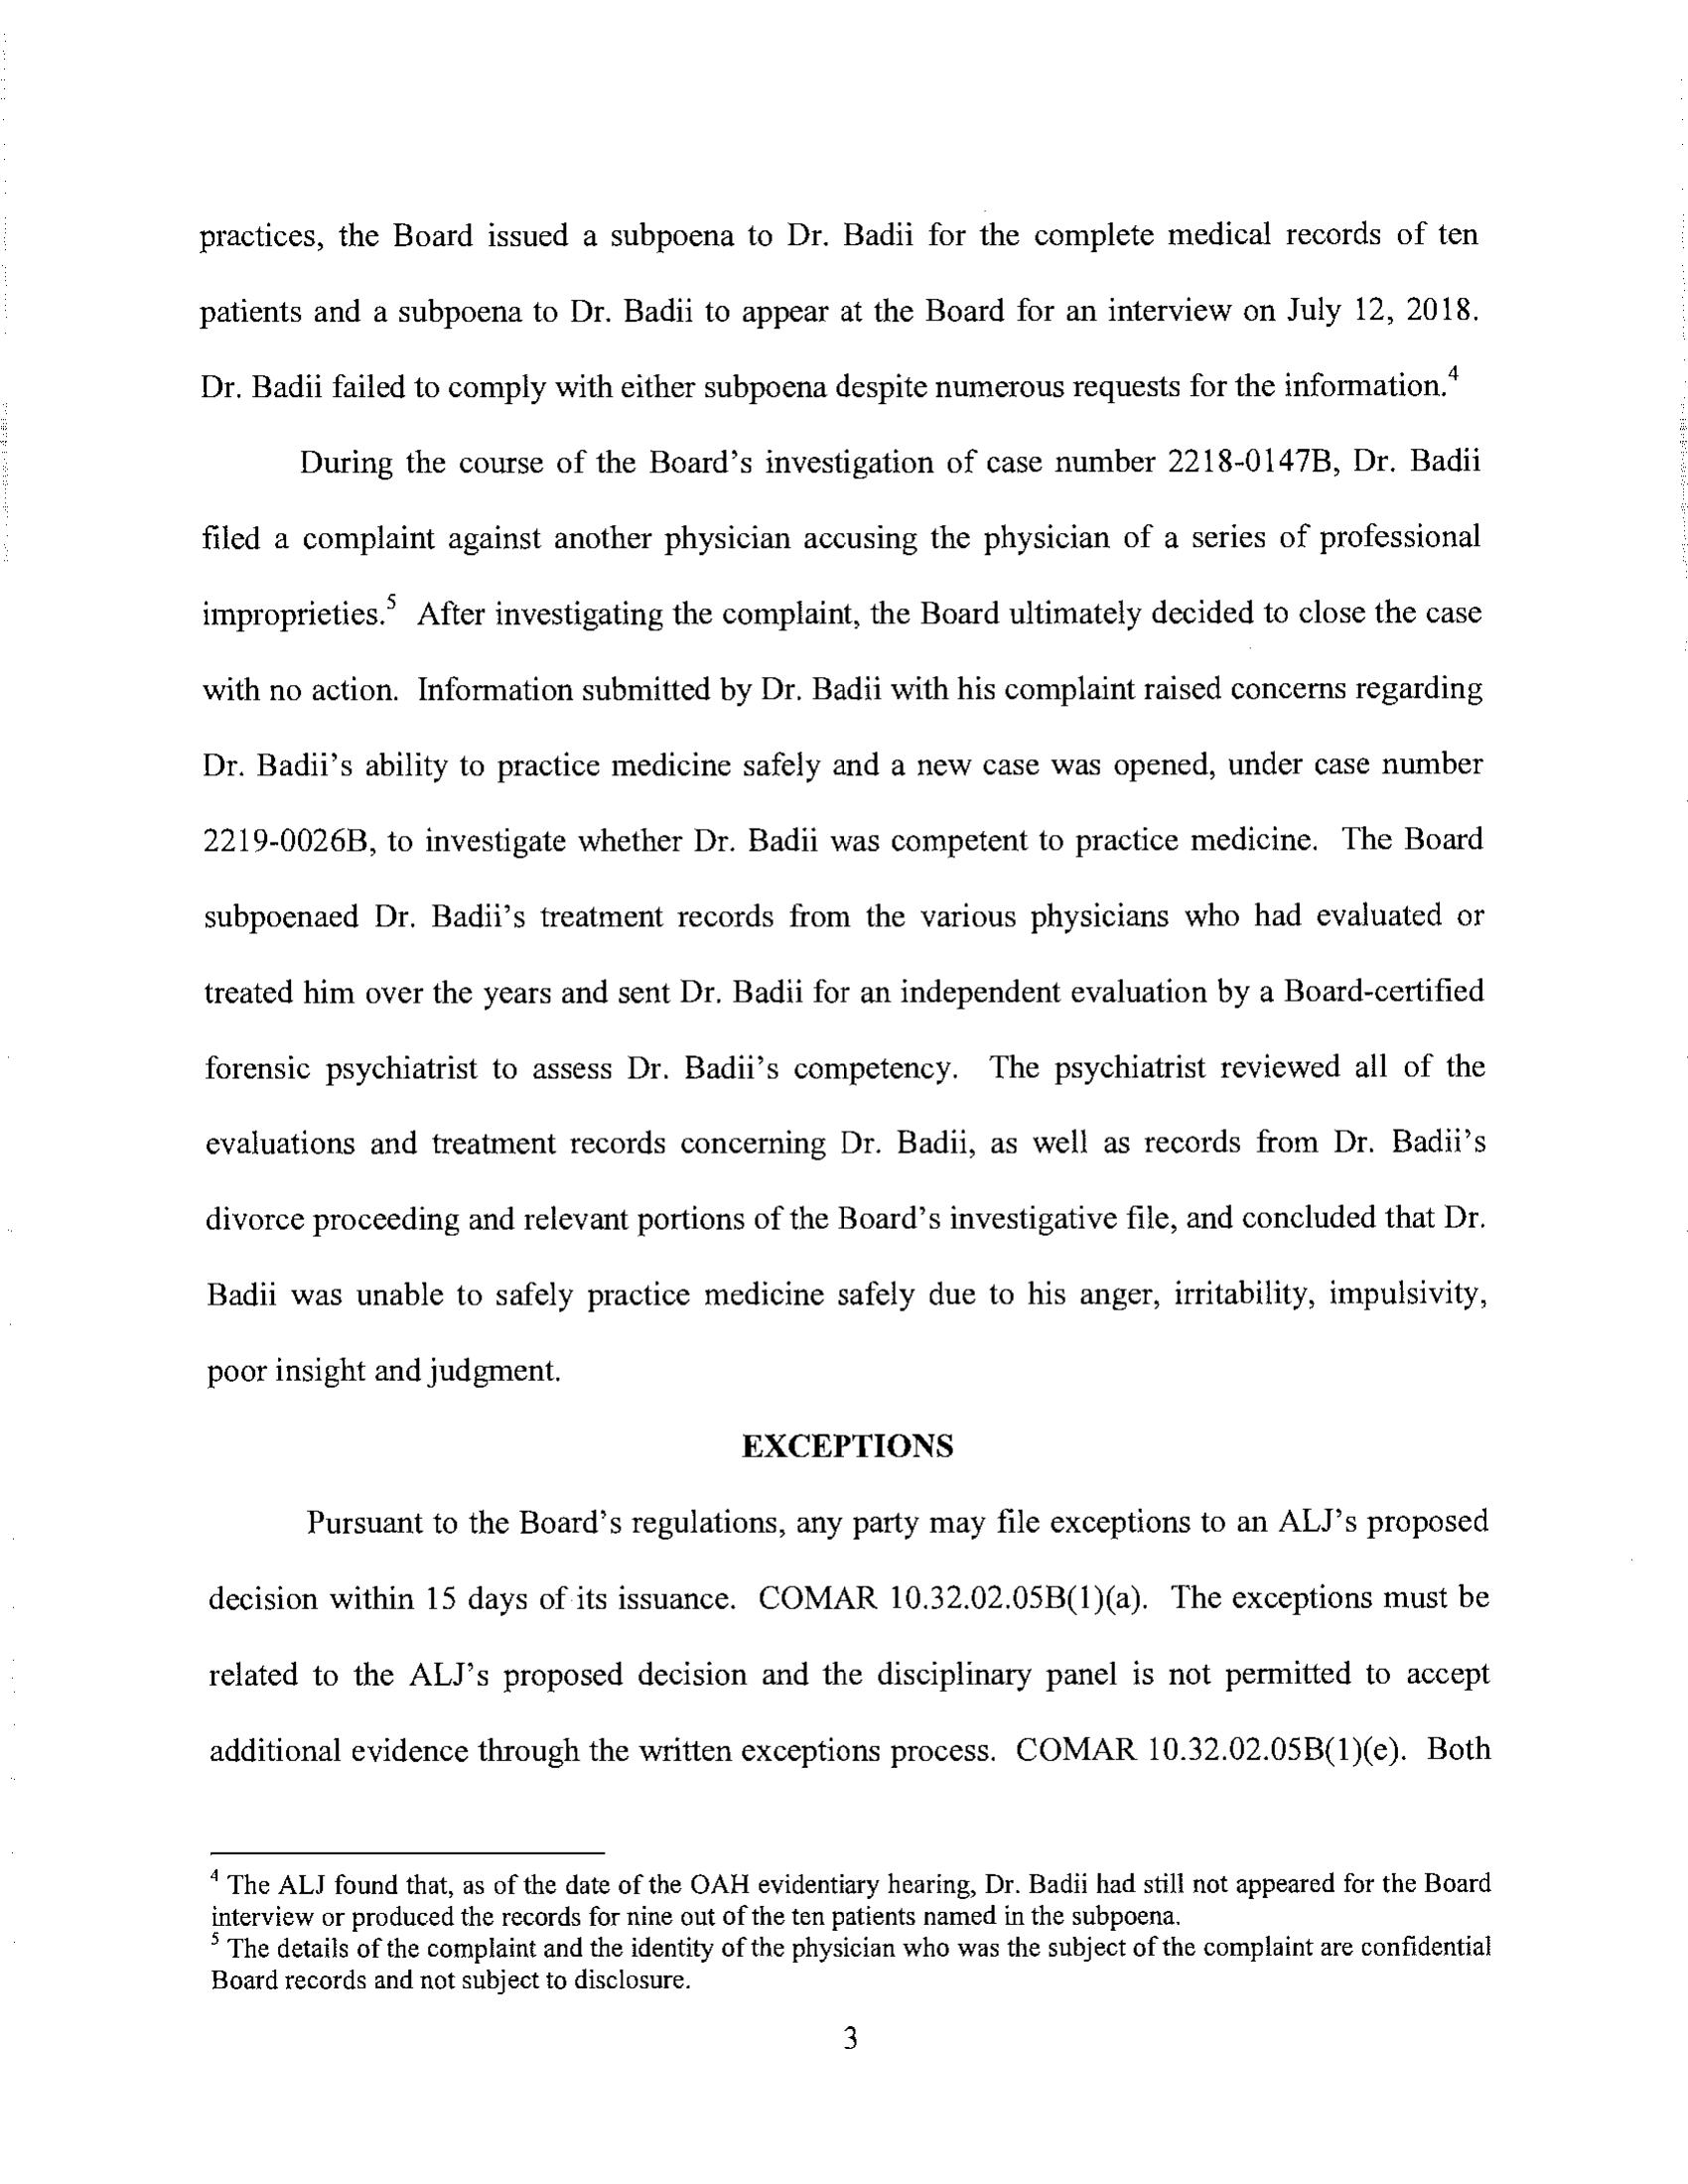 practices, the Board issued a subpoena to Dr. Badii for the complete medical records of ten
patients and a subpoena to Dr. Badii to appear at the Board for an interview on July 12, 2018.
Dr. Badii failed to comply with either subpoena despite numerous requests for the information.⁴
During the course of the Board's investigation of case number 2218-0147B, Dr. Badii
filed a complaint against another physician accusing the physician of a series of professional
improprieties.⁵ After investigating the complaint, the Board ultimately decided to close the case
with no action. Information submitted by Dr. Badii with his complaint raised concerns regarding
Dr. Badii's ability to practice medicine safely and a new case was opened, under case number
2219-0026B, to investigate whether Dr. Badii was competent to practice medicine. The Board
subpoenaed Dr. Badii's treatment records from the various physicians who had evaluated or
treated him over the years and sent Dr. Badii for an independent evaluation by a Board-certified
forensic psychiatrist to assess Dr. Badii's competency. The psychiatrist reviewed all of the
evaluations and treatment records concerning Dr. Badii, as well as records from Dr. Badii's
divorce proceeding and relevant portions of the Board's investigative file, and concluded that Dr.
Badii was unable to safely practice medicine safely due to his anger, irritability, impulsivity,
poor insight and judgment.
EXCEPTIONS
Pursuant to the Board's regulations, any party may file exceptions to an ALJ's proposed
decision within 15 days of its issuance. COMAR 10.32.02.05B(1)(a). The exceptions must be
related to the ALJ's proposed decision and the disciplinary panel is not permitted to accept
additional evidence through the written exceptions process. COMAR 10.32.02.05B(1)(e). Both
⁴ The ALJ found that, as of the date of the OAH evidentiary hearing, Dr. Badii had still not appeared for the Board
interview or produced the records for nine out of the ten patients named in the subpoena.
⁵ The details of the complaint and the identity of the physician who was the subject of the complaint are confidential
Board records and not subject to disclosure.
3